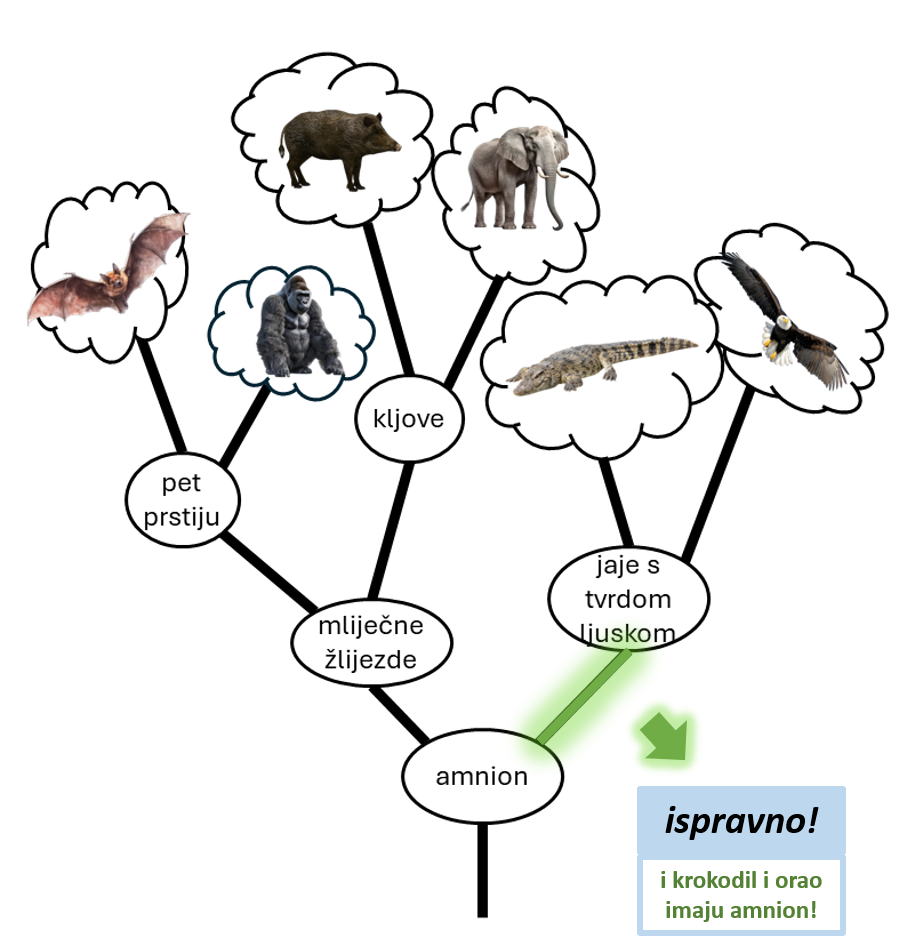 kljove
pet
prstiju
jaje s
tvrdom
ljuskom
mliječne
žlijezde
amnion
ispravno!
i krokodil i orao
imaju amnion!